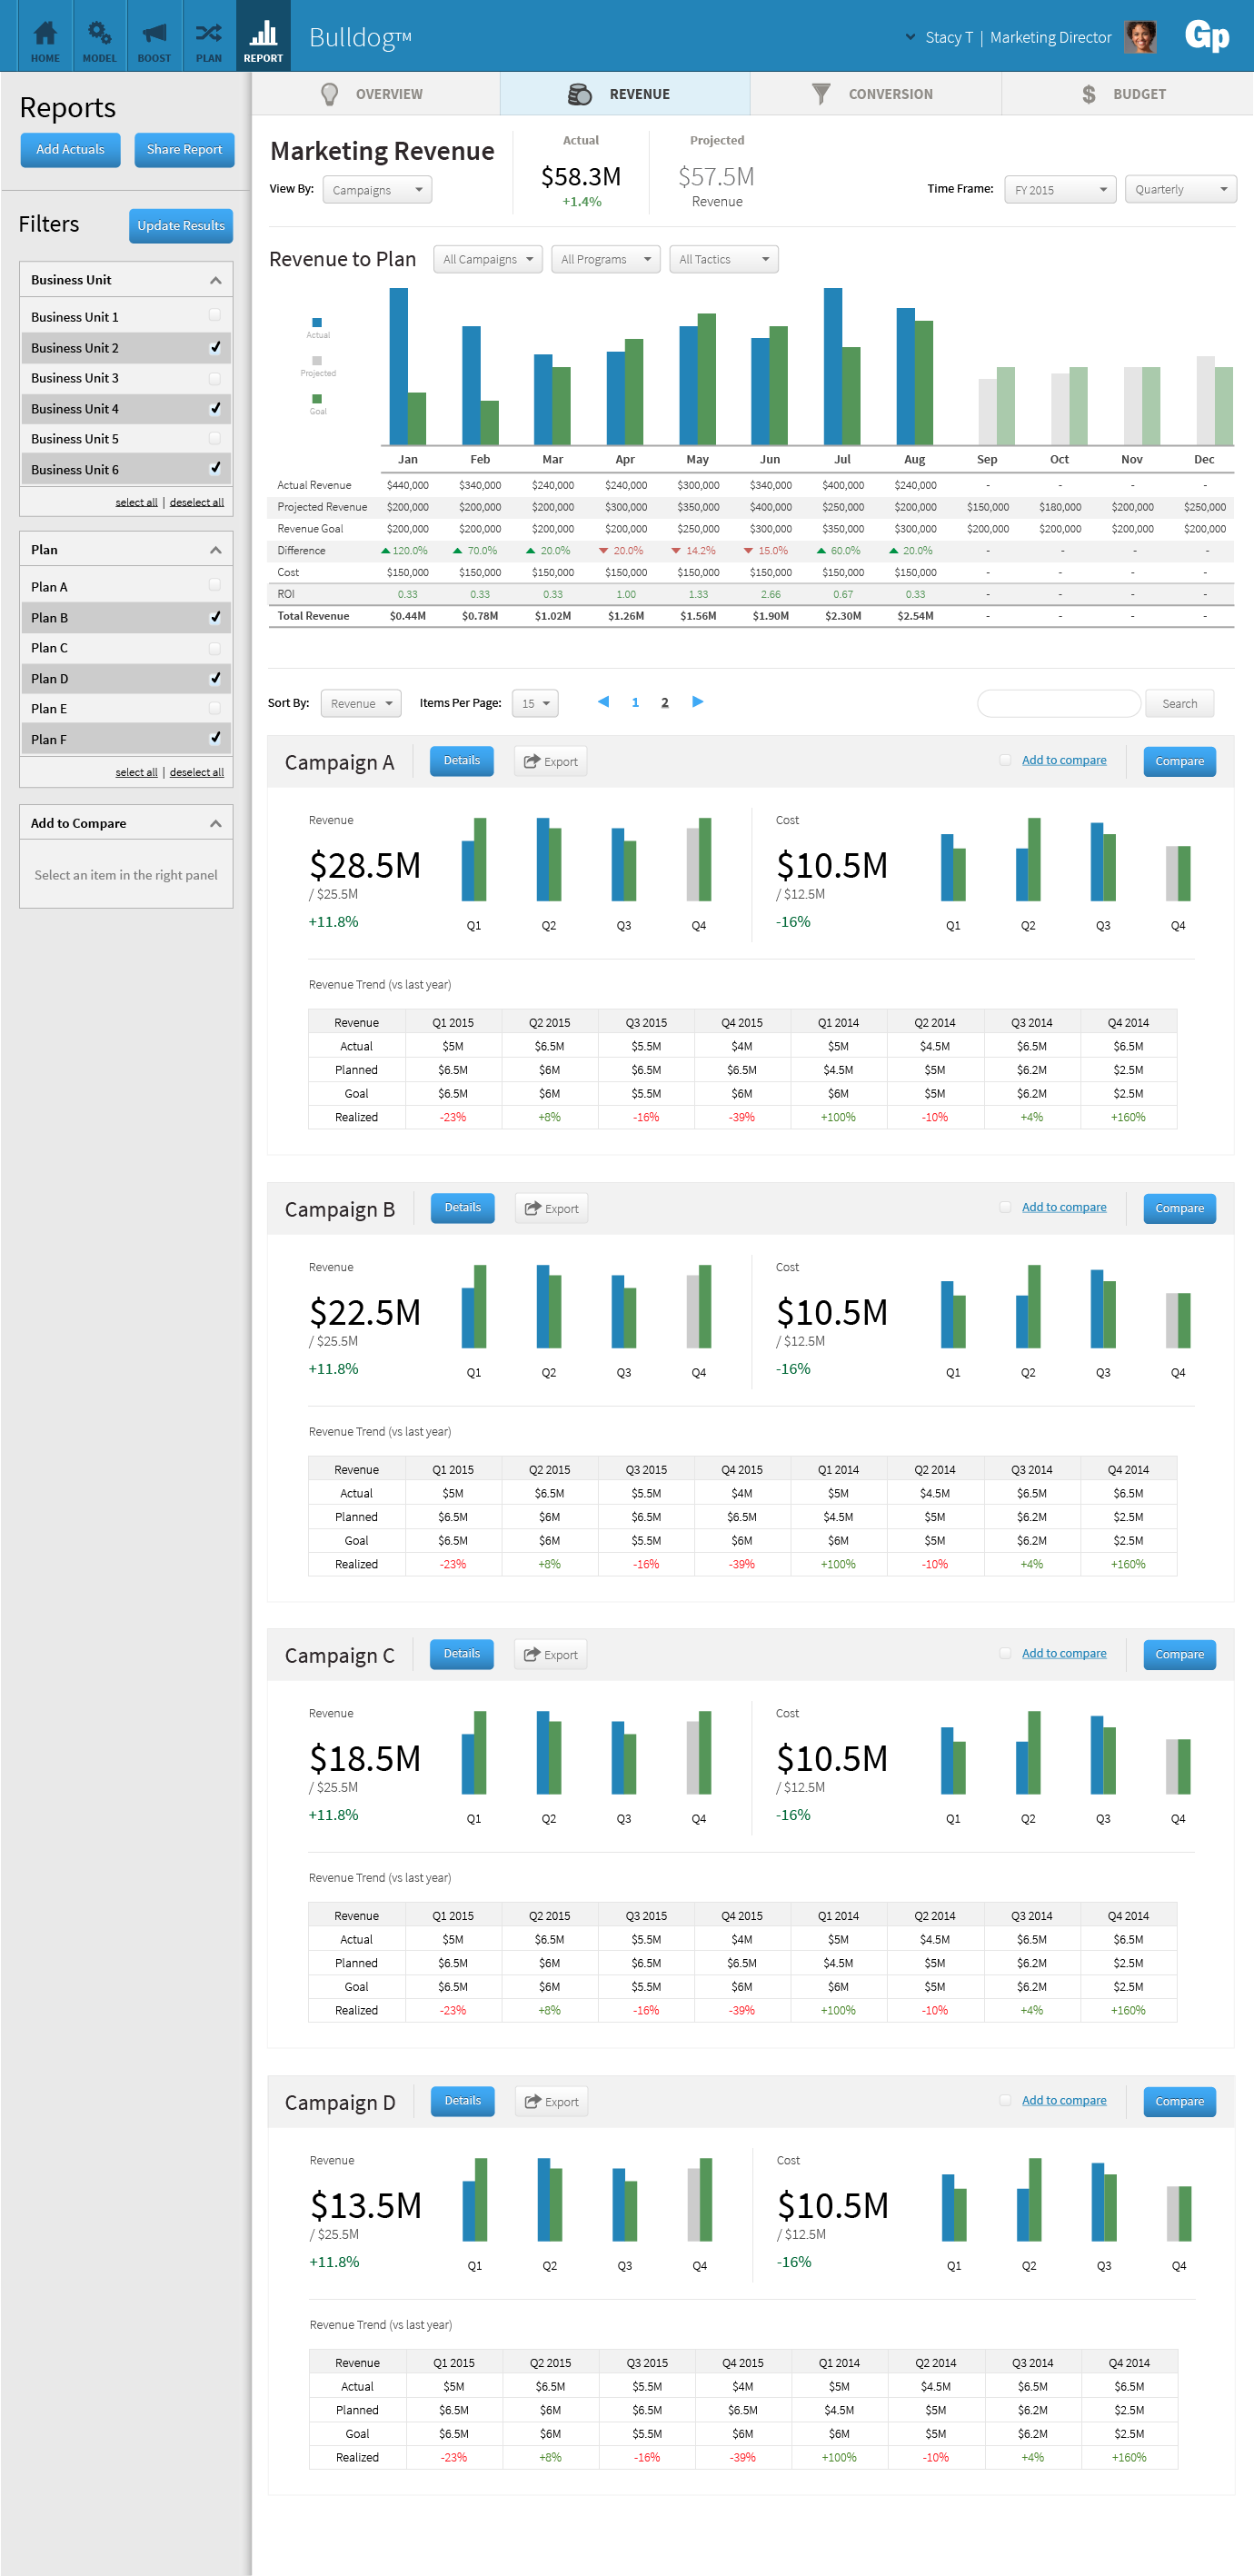 HOME MODEL BOOST PLAN REPORT
Bulldog™
Stacy T | Marketing Director
Gp
Reports
Add Actuals Share Report
Filters Update Results
Business Unit
Business Unit 1
Business Unit 2
Business Unit 3
Business Unit 4
Business Unit 5
Business Unit 6
select all | deselect all
Plan
Plan A
Plan B
Plan C
Plan D
Plan E
Plan F
select all | deselect all
Add to Compare
Select an item in the right panel
OVERVIEW REVENUE CONVERSION BUDGET
Marketing Revenue
View By: Campaigns
Actual
$58.3M
+1.4%
Projected
$57.5M
Revenue
Time Frame: FY 2015 Quarterly
Revenue to Plan All Campaigns All Programs All Tactics
Actual
Projected
Goal
Jan Feb Mar Apr May Jun Jul Aug Sep Oct Nov Dec
Actual Revenue $440,000 $340,000 $240,000 $240,000 $300,000 $340,000 $400,000 $240,000 - - - -
Projected Revenue $200,000 $200,000 $200,000 $300,000 $350,000 $400,000 $250,000 $200,000 $150,000 $180,000 $200,000 $250,000
Revenue Goal $200,000 $200,000 $200,000 $200,000 $250,000 $300,000 $350,000 $300,000 $200,000 $200,000 $200,000 $200,000
Difference 120.0% 70.0% 20.0% 20.0% 14.2% 15.0% 60.0% 20.0% - - - -
Cost $150,000 $150,000 $150,000 $150,000 $150,000 $150,000 $150,000 $150,000 - - - -
ROI 0.33 0.33 0.33 1.00 1.33 2.66 0.67 0.33 - - - -
Total Revenue $0.44M $0.78M $1.02M $1.26M $1.56M $1.90M $2.30M $2.54M - - - -
Sort By: Revenue Items Per Page: 15 1 2 Search
Campaign A Details Export Add to compare Compare
Revenue
$28.5M
/ $25.5M
+11.8%
Q1 Q2 Q3 Q4
Cost
$10.5M
/ $12.5M
-16%
Q1 Q2 Q3 Q4
Revenue Trend (vs last year)
Revenue Q1 2015 Q2 2015 Q3 2015 Q4 2015 Q1 2014 Q2 2014 Q3 2014 Q4 2014
Actual $5M $6.5M $5.5M $4M $5M $4.5M $6.5M $6.5M
Planned $6.5M $6M $6.5M $6.5M $4.5M $5M $6.2M $2.5M
Goal $6.5M $6M $5.5M $6M $6M $5M $6.2M $2.5M
Realized -23% +8% -16% -39% +100% -10% +4% +160%
Campaign B Details Export Add to compare Compare
Revenue
$22.5M
/ $25.5M
+11.8%
Q1 Q2 Q3 Q4
Cost
$10.5M
/ $12.5M
-16%
Q1 Q2 Q3 Q4
Revenue Trend (vs last year)
Revenue Q1 2015 Q2 2015 Q3 2015 Q4 2015 Q1 2014 Q2 2014 Q3 2014 Q4 2014
Actual $5M $6.5M $5.5M $4M $5M $4.5M $6.5M $6.5M
Planned $6.5M $6M $6.5M $6.5M $4.5M $5M $6.2M $2.5M
Goal $6.5M $6M $5.5M $6M $6M $5M $6.2M $2.5M
Realized -23% +8% -16% -39% +100% -10% +4% +160%
Campaign C Details Export Add to compare Compare
Revenue
$18.5M
/ $25.5M
+11.8%
Q1 Q2 Q3 Q4
Cost
$10.5M
/ $12.5M
-16%
Q1 Q2 Q3 Q4
Revenue Trend (vs last year)
Revenue Q1 2015 Q2 2015 Q3 2015 Q4 2015 Q1 2014 Q2 2014 Q3 2014 Q4 2014
Actual $5M $6.5M $5.5M $4M $5M $4.5M $6.5M $6.5M
Planned $6.5M $6M $6.5M $6.5M $4.5M $5M $6.2M $2.5M
Goal $6.5M $6M $5.5M $6M $6M $5M $6.2M $2.5M
Realized -23% +8% -16% -39% +100% -10% +4% +160%
Campaign D Details Export Add to compare Compare
Revenue
$13.5M
/ $25.5M
+11.8%
Q1 Q2 Q3 Q4
Cost
$10.5M
/ $12.5M
-16%
Q1 Q2 Q3 Q4
Revenue Trend (vs last year)
Revenue Q1 2015 Q2 2015 Q3 2015 Q4 2015 Q1 2014 Q2 2014 Q3 2014 Q4 2014
Actual $5M $6.5M $5.5M $4M $5M $4.5M $6.5M $6.5M
Planned $6.5M $6M $6.5M $6.5M $4.5M $5M $6.2M $2.5M
Goal $6.5M $6M $5.5M $6M $6M $5M $6.2M $2.5M
Realized -23% +8% -16% -39% +100% -10% +4% +160%